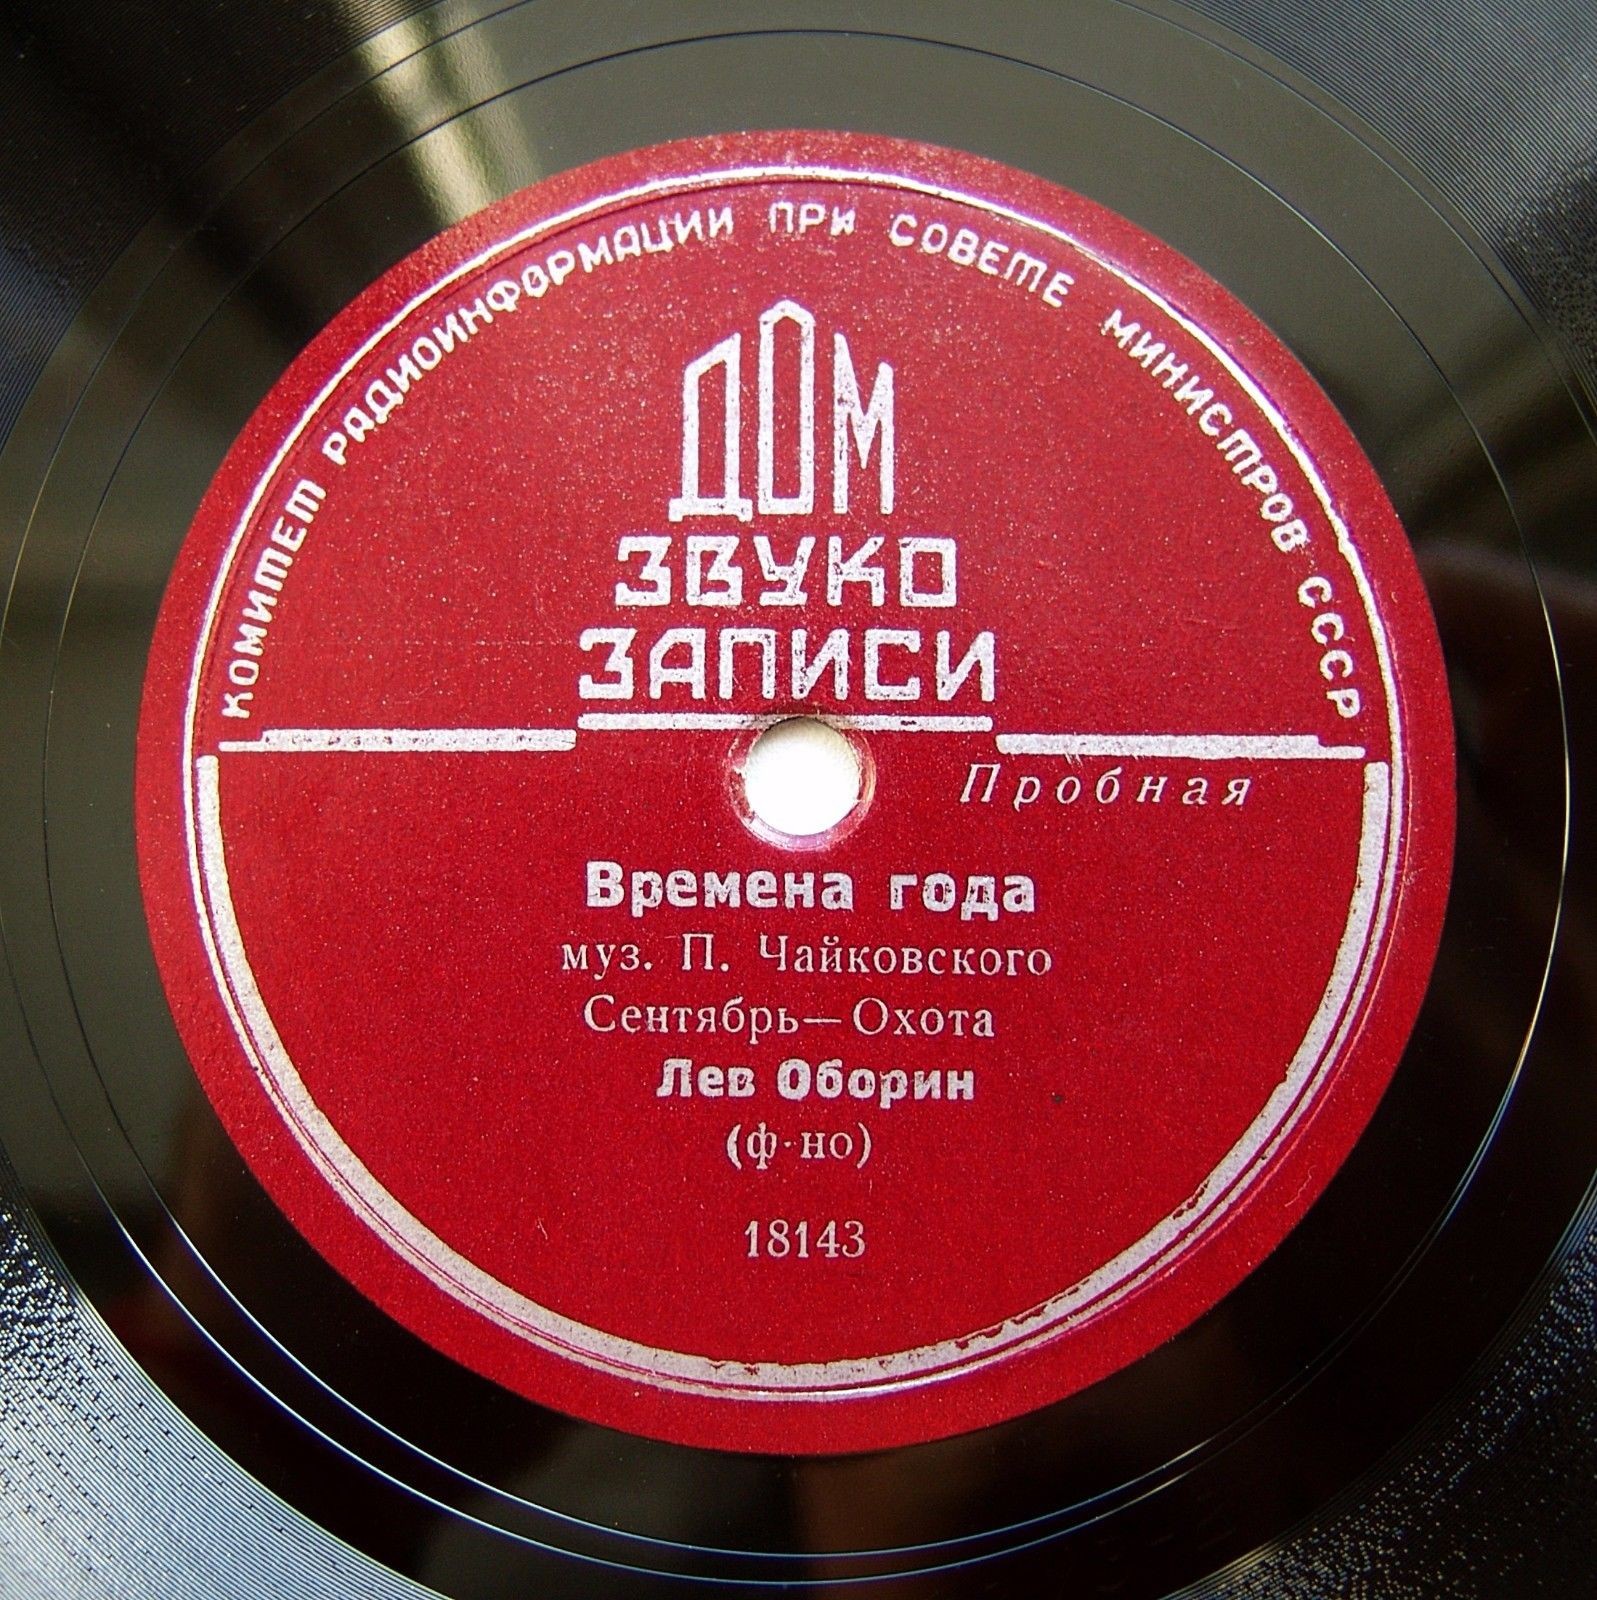 КОМИТЕТ РАДИОИНФОРМАЦИИ ПРИ СОВЕТЕ МИНИСТРОВ СССР
ДОМ
ЗВУКО
ЗАПИСИ
Пробная
Времена года
муз. П. Чайковского
Сентябрь—Охота
Лев Оборин
(ф-но)
18143